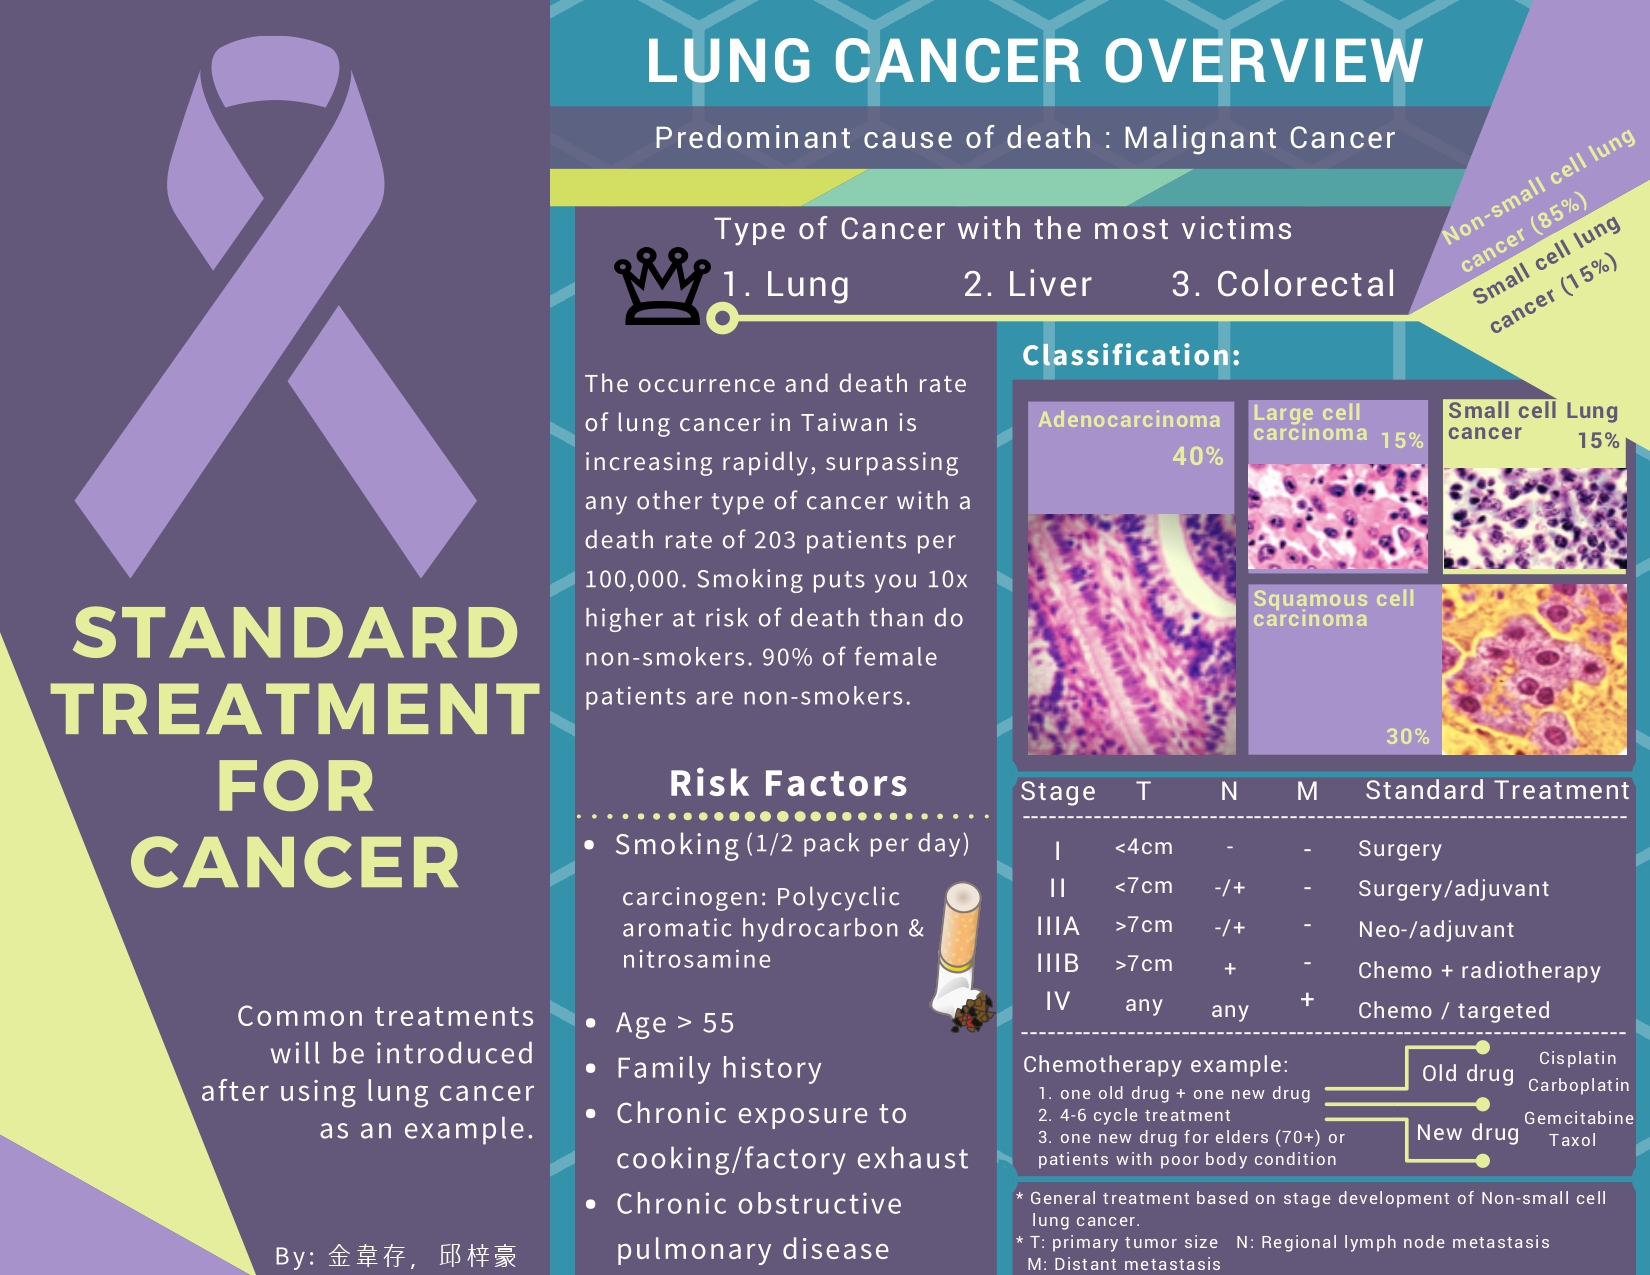 STANDARD
TREATMENT
FOR
CANCER
Common treatments
will be introduced
after using lung cancer
as an example.
By: 金韋存, 邱梓豪
LUNG CANCER OVERVIEW
Predominant cause of death : Malignant Cancer
Type of Cancer with the most victims
1. Lung 2. Liver 3. Colorectal
Non-small cell lung
cancer (85%)
Small cell lung
cancer (15%)
The occurrence and death rate
of lung cancer in Taiwan is
increasing rapidly, surpassing
any other type of cancer with a
death rate of 203 patients per
100,000. Smoking puts you 10x
higher at risk of death than do
non-smokers. 90% of female
patients are non-smokers.
Risk Factors
• Smoking (1/2 pack per day)
carcinogen: Polycyclic
aromatic hydrocarbon &
nitrosamine
• Age > 55
• Family history
• Chronic exposure to
cooking/factory exhaust
• Chronic obstructive
pulmonary disease
Classification:
Adenocarcinoma
40%
Large cell
carcinoma 15%
Small cell Lung
cancer 15%
Squamous cell
carcinoma
30%
Stage T N M Standard Treatment
I <4cm - - Surgery
II <7cm -/+ - Surgery/adjuvant
IIIA >7cm -/+ - Neo-/adjuvant
IIIB >7cm + - Chemo + radiotherapy
IV any any + Chemo / targeted
Chemotherapy example:
1. one old drug + one new drug
2. 4-6 cycle treatment
3. one new drug for elders (70+) or
patients with poor body condition
Old drug
Cisplatin
Carboplatin
New drug
Gemcitabine
Taxol
* General treatment based on stage development of Non-small cell
lung cancer.
* T: primary tumor size N: Regional lymph node metastasis
M: Distant metastasis